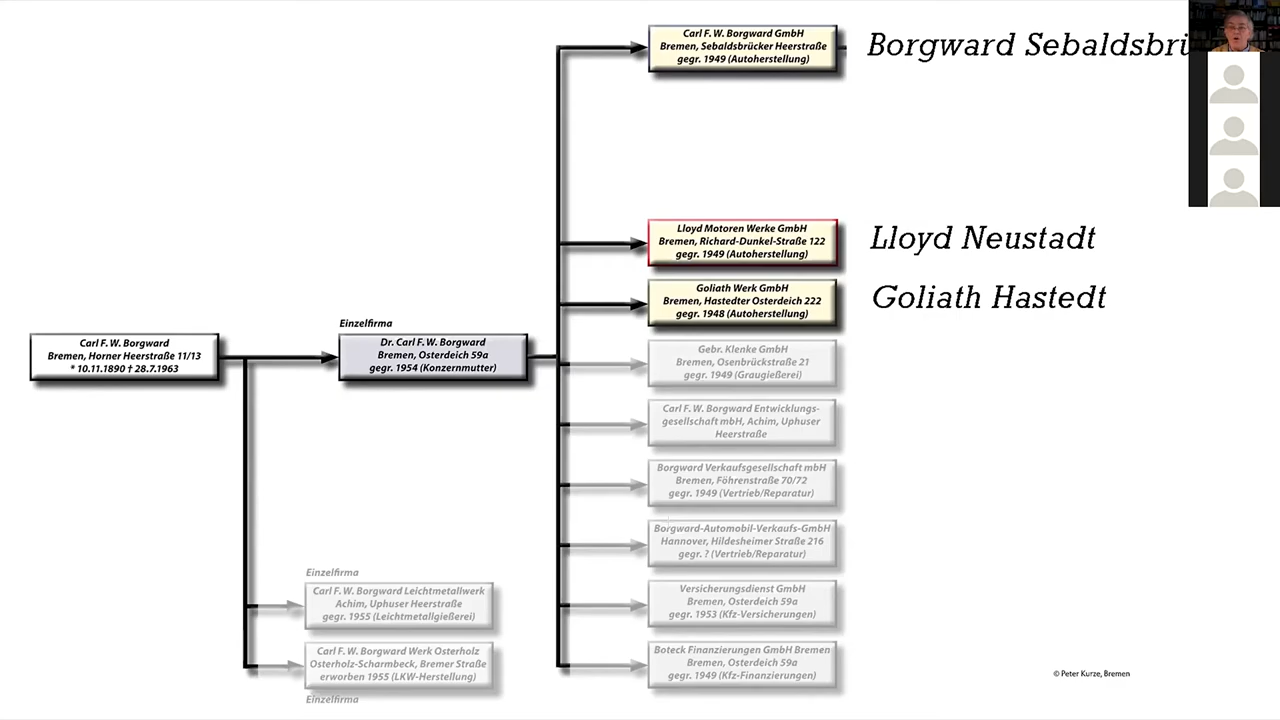 Carl F. W. Borgward GmbH
Bremen, Sebaldsbrücker Heerstraße
gegr. 1949 (Autoherstellung)
Borgward Sebaldsbrü
Lloyd Motoren Werke GmbH
Bremen, Richard-Dunkel-Straße 122
gegr. 1949 (Autoherstellung)
Lloyd Neustadt
Goliath Werk GmbH
Bremen, Hastedter Osterdeich 222
gegr. 1948 (Autoherstellung)
Goliath Hastedt
Carl F. W. Borgward
Bremen, Horner Heerstraße 11/13
* 10.11.1890 † 28.7.1963
Einzelfirma
Dr. Carl F. W. Borgward
Bremen, Osterdeich 59a
gegr. 1954 (Konzernmutter)
Gebr. Klenke GmbH
Bremen, Osenbrückstraße 21
gegr. 1949 (Graugießerei)
Carl F. W. Borgward Entwicklungs-
gesellschaft mbH, Achim, Uphuser
Heerstraße
Borgward Verkaufsgesellschaft mbH
Bremen, Föhrenstraße 70/72
gegr. 1949 (Vertrieb/Reparatur)
Borgward-Automobil-Verkaufs-GmbH
Hannover, Hildesheimer Straße 216
gegr. ? (Vertrieb/Reparatur)
Einzelfirma
Carl F. W. Borgward Leichtmetallwerk
Achim, Uphuser Heerstraße
gegr. 1955 (Leichtmetallgießerei)
Versicherungsdienst GmbH
Bremen, Osterdeich 59a
gegr. 1953 (Kfz-Versicherungen)
Carl F. W. Borgward Werk Osterholz
Osterholz-Scharmbeck, Bremer Straße
erworben 1955 (LKW-Herstellung)
Einzelfirma
Boteck Finanzierungen GmbH Bremen
Bremen, Osterdeich 59a
gegr. 1949 (Kfz-Finanzierungen)
© Peter Kurze, Bremen